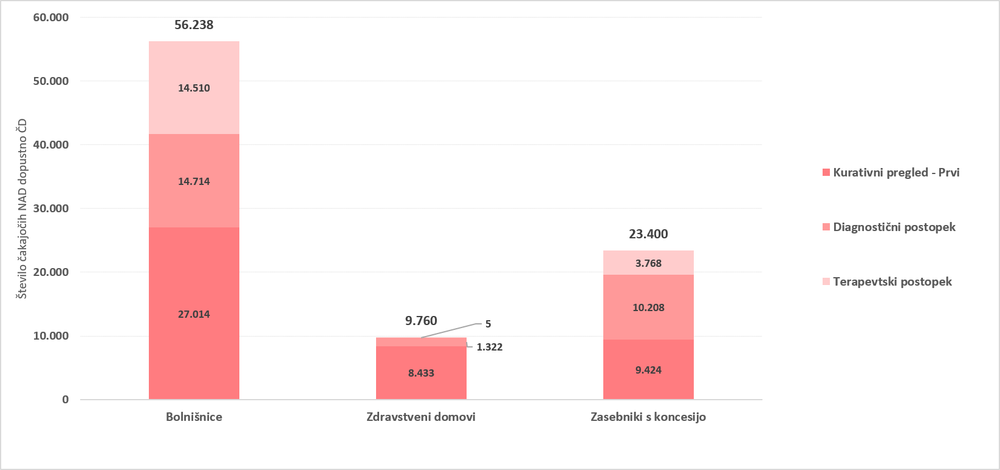 Število čakajočih NAD dopustno ČD
60.000
50.000
40.000
30.000
20.000
10.000
0
56.238
14.510
14.714
27.014
9.760
5
1.322
8.433
23.400
3.768
10.208
9.424
Bolnišnice
Zdravstveni domovi
Zasebniki s koncesijo
Kurativni pregled - Prvi
Diagnostični postopek
Terapevtski postopek